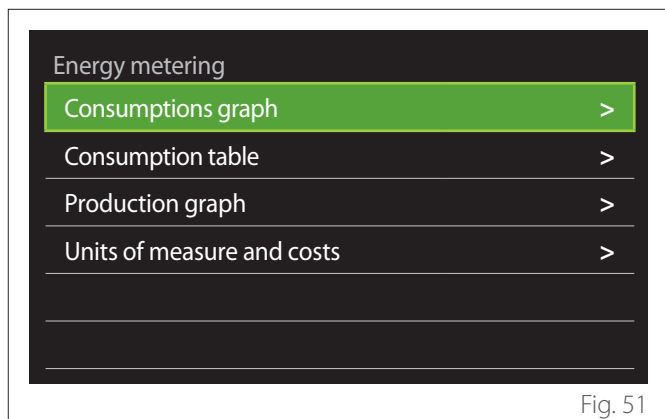 Energy metering
Consumptions graph >
Consumption table >
Production graph >
Units of measure and costs >
Fig. 51